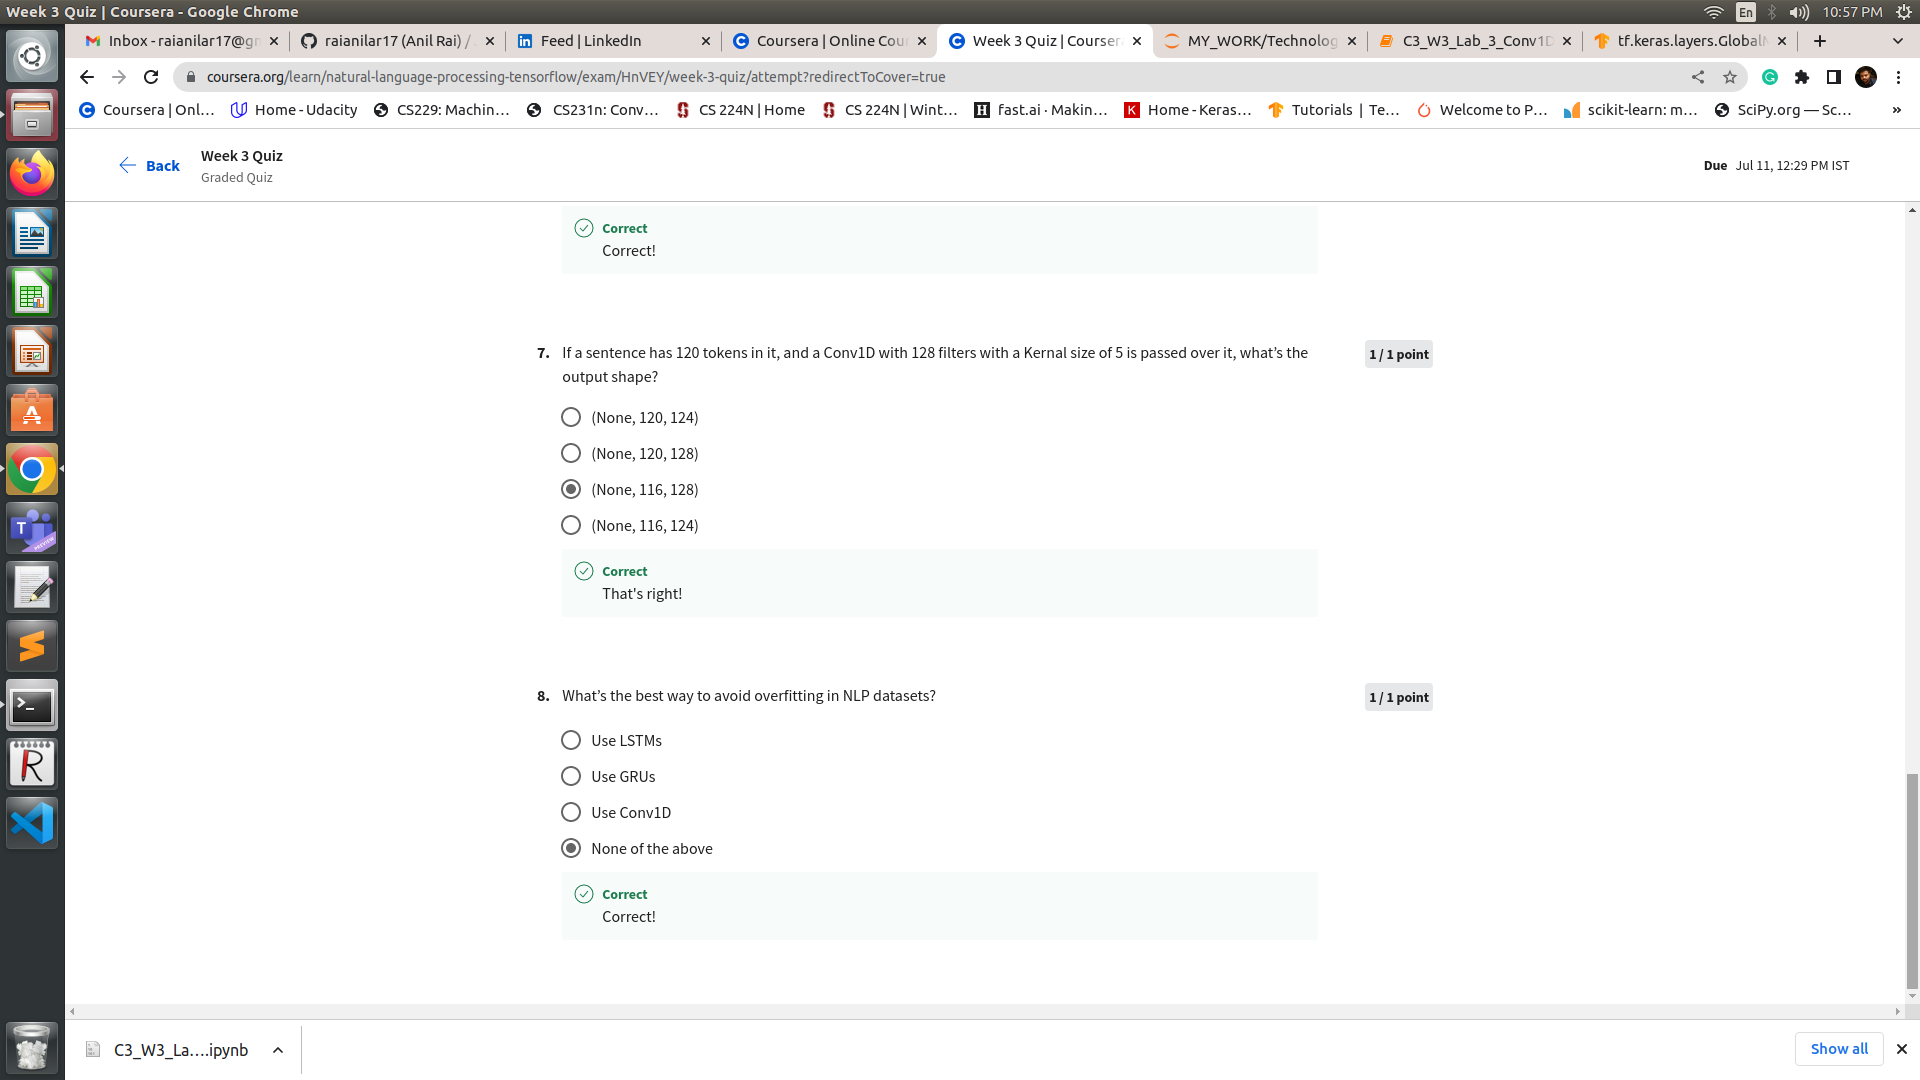 Week 3 Quiz | Coursera - Google Chrome
En
10:57 PM
Inbox - raianilar17@gm
raianilar17 (Anil Rai) /
Feed | LinkedIn
Coursera | Online Cour
Week 3 Quiz | Coursera
MY_WORK/Technolog
C3_W3_Lab_3_Conv1D
tf.keras.layers.GlobalM
coursera.org/learn/natural-language-processing-tensorflow/exam/HnVEY/week-3-quiz/attempt?redirectToCover=true
Coursera | Onl...
Home - Udacity
CS229: Machin...
CS231n: Conv...
CS 224N | Home
CS 224N | Wint...
fast.ai · Makin...
Home - Keras...
Tutorials | Te...
Welcome to P...
scikit-learn: m...
SciPy.org — Sc...
»
Back
Week 3 Quiz
Graded Quiz
Due Jul 11, 12:29 PM IST
Correct
Correct!
7. If a sentence has 120 tokens in it, and a Conv1D with 128 filters with a Kernal size of 5 is passed over it, what's the
output shape?
1 / 1 point
(None, 120, 124)
(None, 120, 128)
(None, 116, 128)
(None, 116, 124)
Correct
That's right!
8. What's the best way to avoid overfitting in NLP datasets?
1 / 1 point
Use LSTMs
Use GRUs
Use Conv1D
None of the above
Correct
Correct!
C3_W3_La....ipynb
Show all